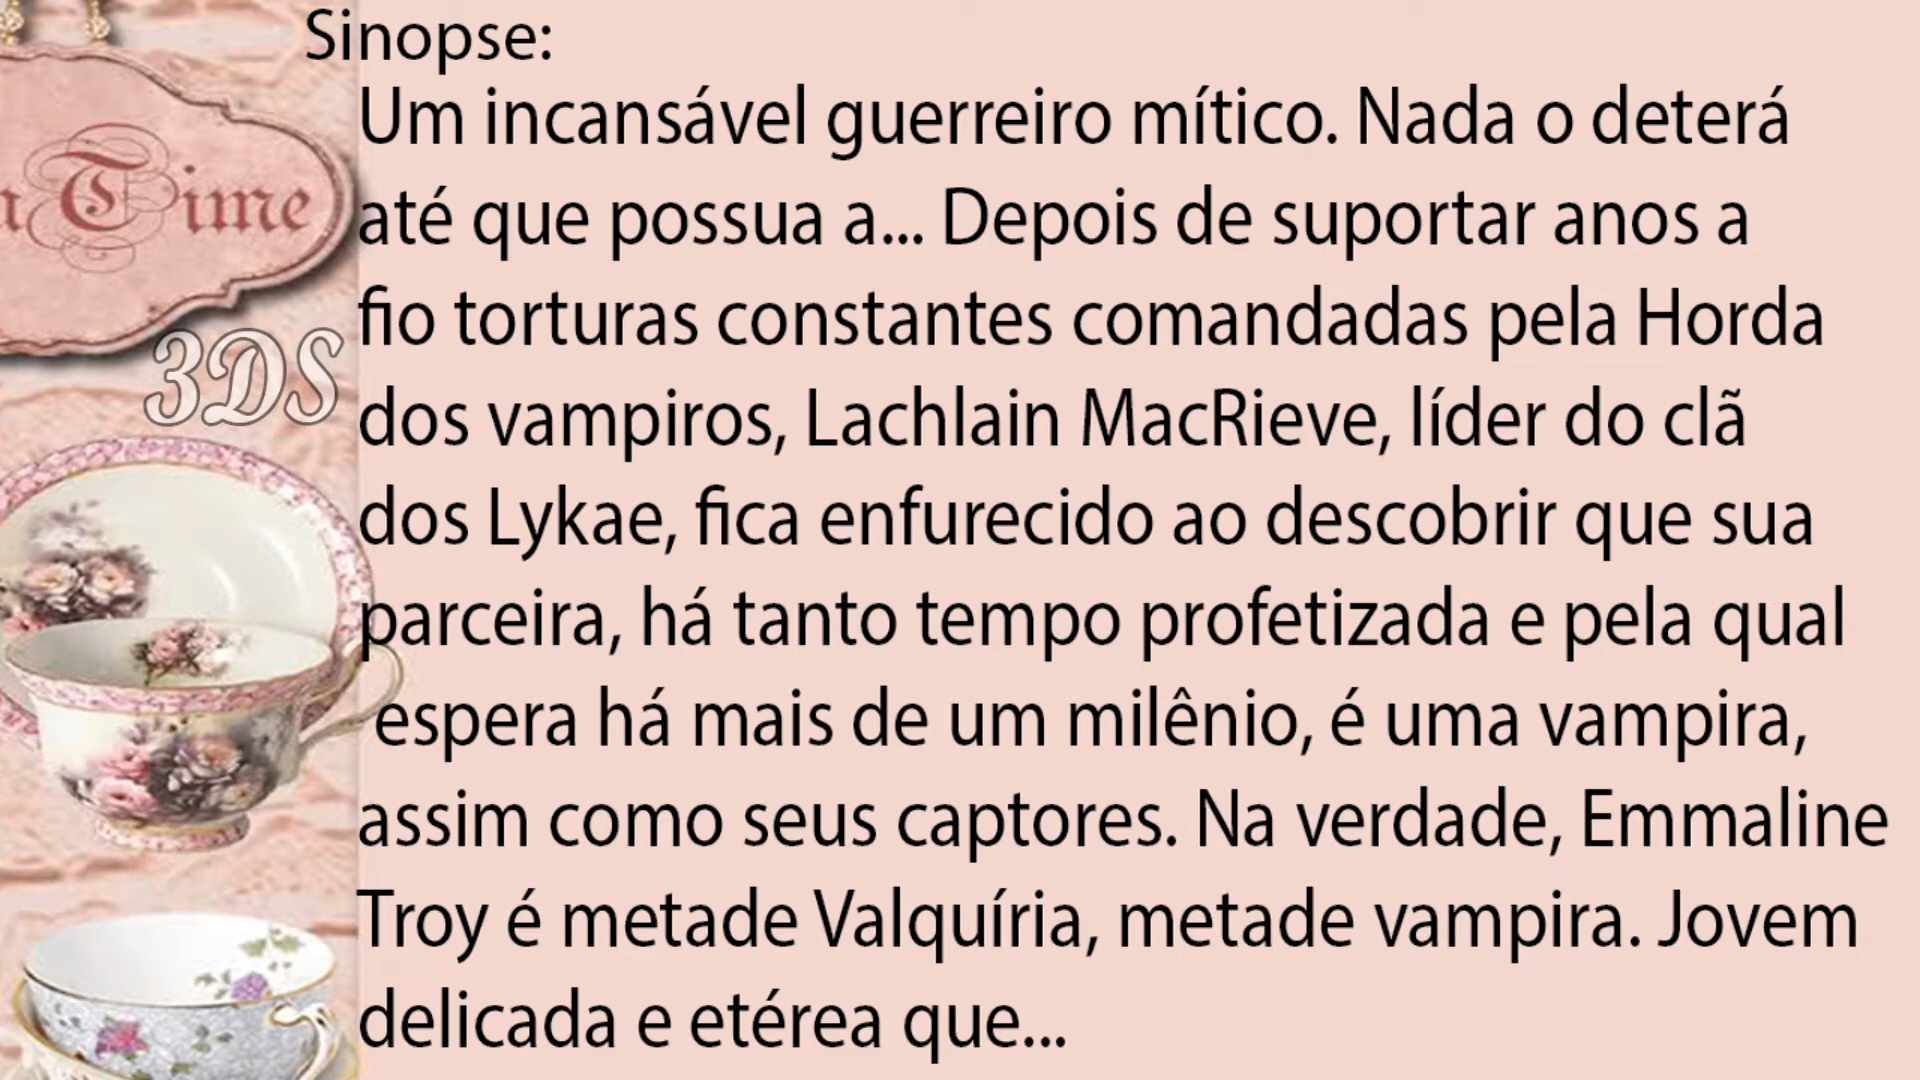 Sinopse:
Um incansável guerreiro mítico. Nada o deterá
até que possua a... Depois de suportar anos a
fio torturas constantes comandadas pela Horda
dos vampiros, Lachlain MacRieve, líder do clã
dos Lykae, fica enfurecido ao descobrir que sua
parceira, há tanto tempo profetizada e pela qual
espera há mais de um milênio, é uma vampira,
assim como seus captores. Na verdade, Emmaline
Troy é metade Valquíria, metade vampira. Jovem
delicada e etérea que...
a Time
3DS